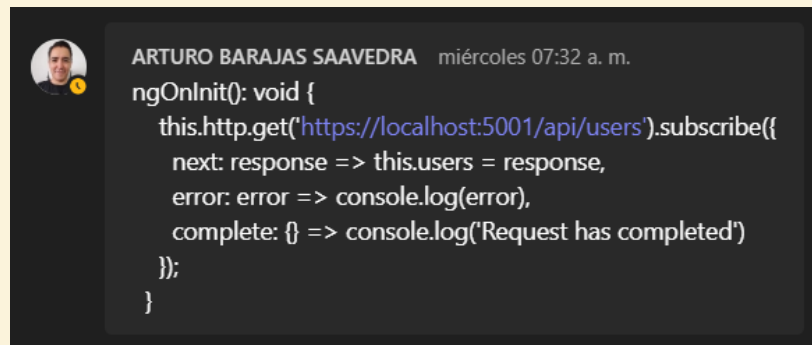 ARTURO BARAJAS SAAVEDRA miércoles 07:32 a. m.
ngOnInit(): void {
this.http.get('https://localhost:5001/api/users').subscribe({
next: response => this.users = response,
error: error => console.log(error),
complete: {} => console.log('Request has completed')
});
}